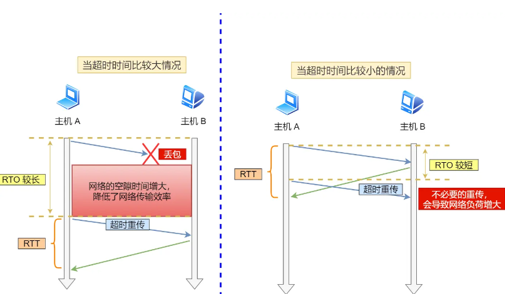 当超时时间比较大情况
主机 A
主机 B
丢包
RTO 较长
网络的空隙时间增大，
降低了网络传输效率
超时重传
RTT
当超时时间比较小的情况
主机 A
主机 B
RTO 较短
RTT
超时重传
不必要的重传，
会导致网络负荷增大